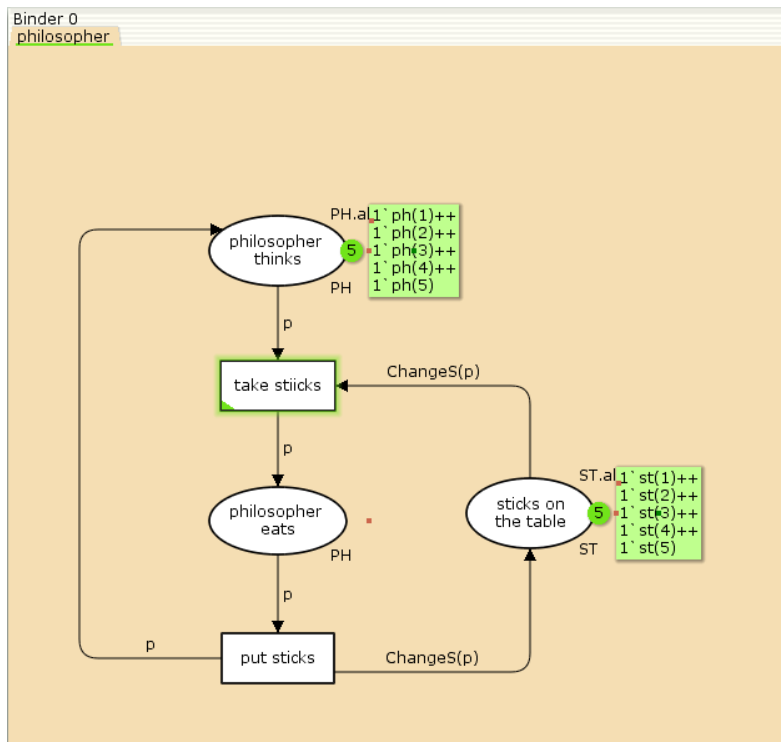 Binder 0
philosopher
PH.al
1`ph(1)++
1`ph(2)++
1`ph(3)++
1`ph(4)++
1`ph(5)
philosopher
thinks
5
PH
p
take stiicks
ChangeS(p)
p
philosopher
eats
PH
ST.al
1`st(1)++
1`st(2)++
1`st(3)++
1`st(4)++
1`st(5)
sticks on
the table
5
ST
p
p
put sticks
ChangeS(p)